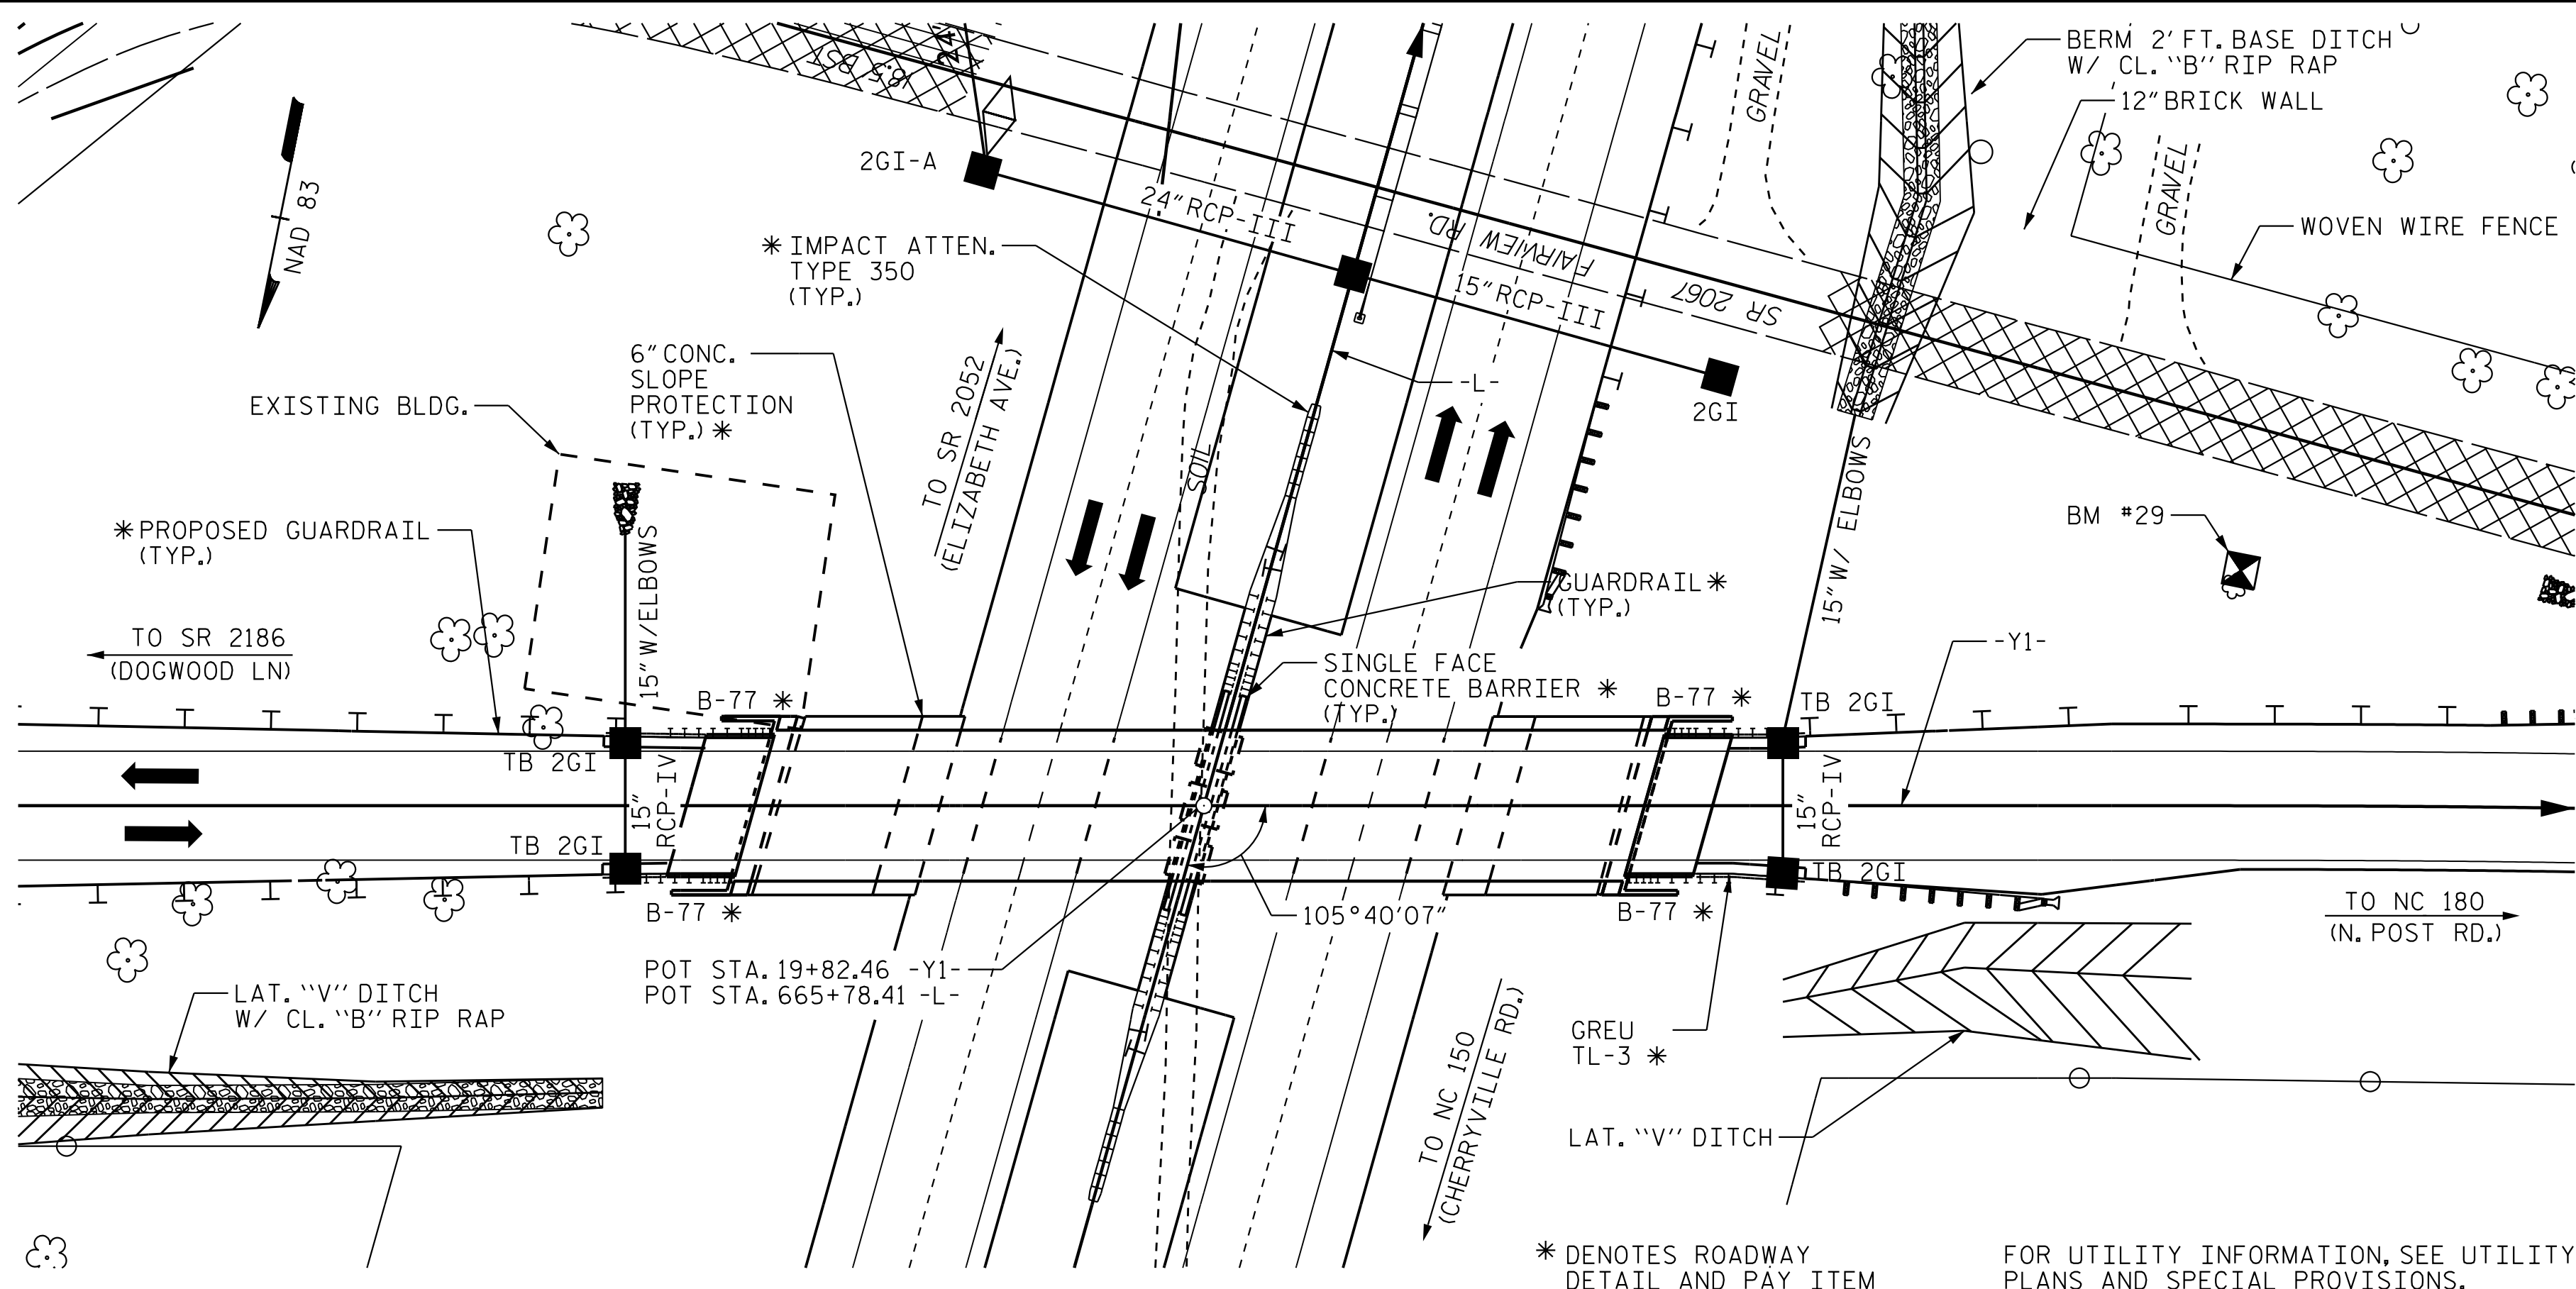 BERM 2' FT. BASE DITCH
W/ CL. "B" RIP RAP
12" BRICK WALL
GRAVEL
GRAVEL
WOVEN WIRE FENCE
18.5 BST
24"
2GI-A
24" RCP-III
NAD 83
* IMPACT ATTEN.
TYPE 350
(TYP.)
FAIRVIEW RD.
SR 2067
15" RCP-III
6" CONC.
SLOPE
PROTECTION
(TYP.) *
-L-
2GI
EXISTING BLDG.
TO SR 2052
(ELIZABETH AVE.)
SOIL
15" W/ ELBOWS
BM #29
* PROPOSED GUARDRAIL
(TYP.)
15" W/ELBOWS
GUARDRAIL *
(TYP.)
TO SR 2186
(DOGWOOD LN)
-Y1-
SINGLE FACE
CONCRETE BARRIER *
(TYP.)
B-77 *
B-77 *
TB 2GI
TB 2GI
15"
RCP-IV
15"
RCP-IV
TB 2GI
TB 2GI
B-77 *
B-77 *
105°40'07"
TO NC 180
(N. POST RD.)
POT STA. 19+82.46 -Y1-
POT STA. 665+78.41 -L-
LAT. "V" DITCH
W/ CL. "B" RIP RAP
TO NC 150
(CHERRYVILLE RD.)
GREU
TL-3 *
LAT. "V" DITCH
* DENOTES ROADWAY
DETAIL AND PAY ITEM
FOR UTILITY INFORMATION, SEE UTILITY
PLANS AND SPECIAL PROVISIONS.